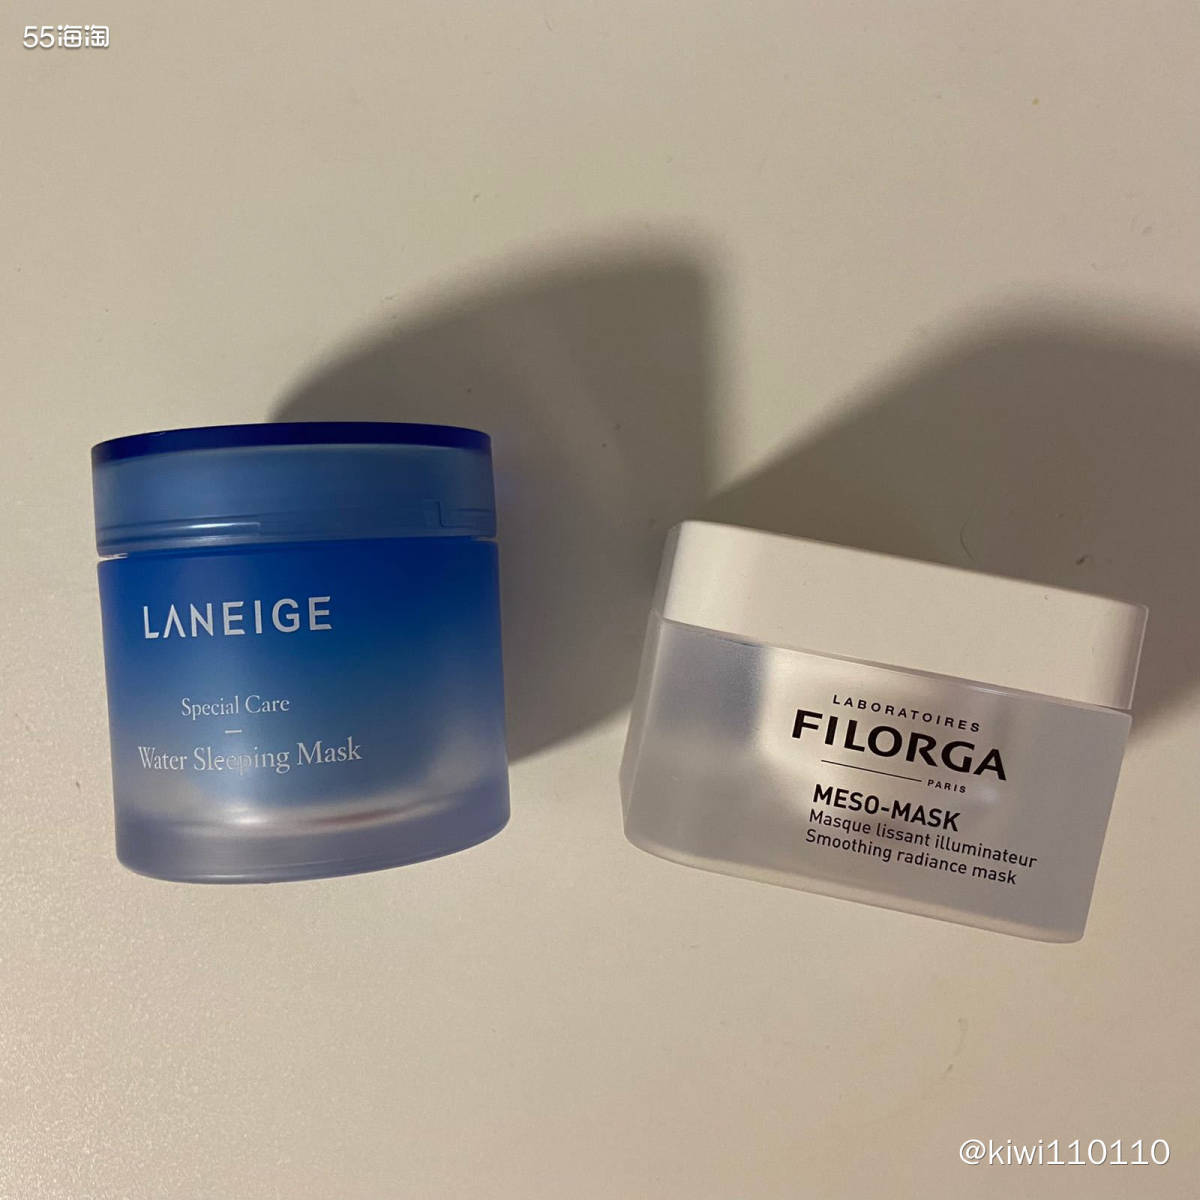 55海淘
LANEIGE
Special Care
Water Sleeping Mask
LABORATOIRES
FILORGA
PARIS
MESO-MASK
Masque lissant illuminateur
Smoothing radiance mask
@kiwi110110